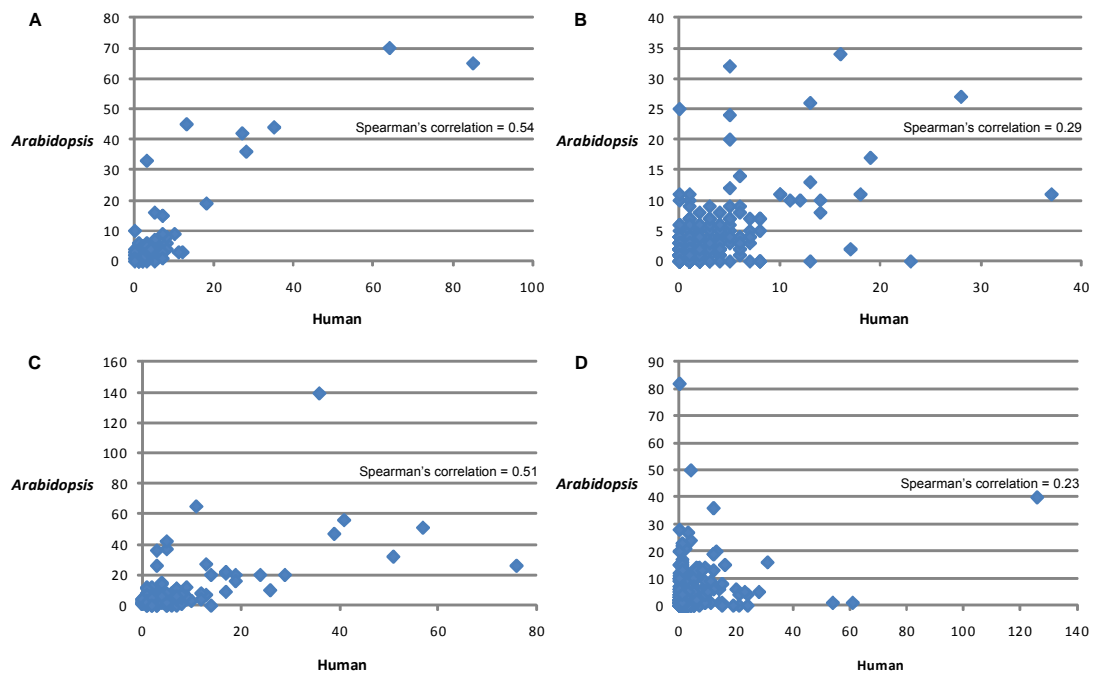 A
80
70
60
50
40
30
20
10
0
Arabidopsis
Spearman's correlation = 0.54
0 20 40 60 80 100
Human
B
40
35
30
25
20
15
10
5
0
Arabidopsis
Spearman's correlation = 0.29
0 10 20 30 40
Human
C
160
140
120
100
80
60
40
20
0
Arabidopsis
Spearman's correlation = 0.51
0 20 40 60 80
Human
D
90
80
70
60
50
40
30
20
10
0
Arabidopsis
Spearman's correlation = 0.23
0 20 40 60 80 100 120 140
Human